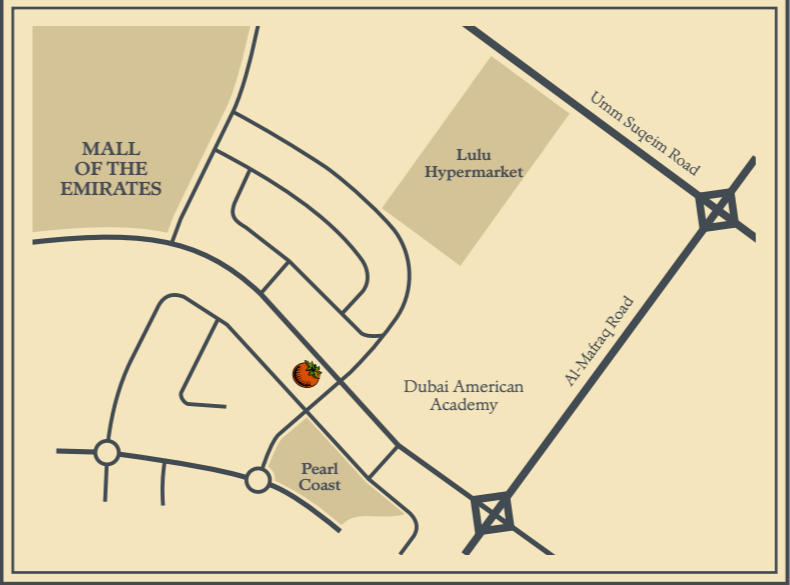 MALL
OF THE
EMIRATES
Lulu
Hypermarket
Umm Suqeim Road
Al-Mafraq Road
Dubai American
Academy
Pearl
Coast